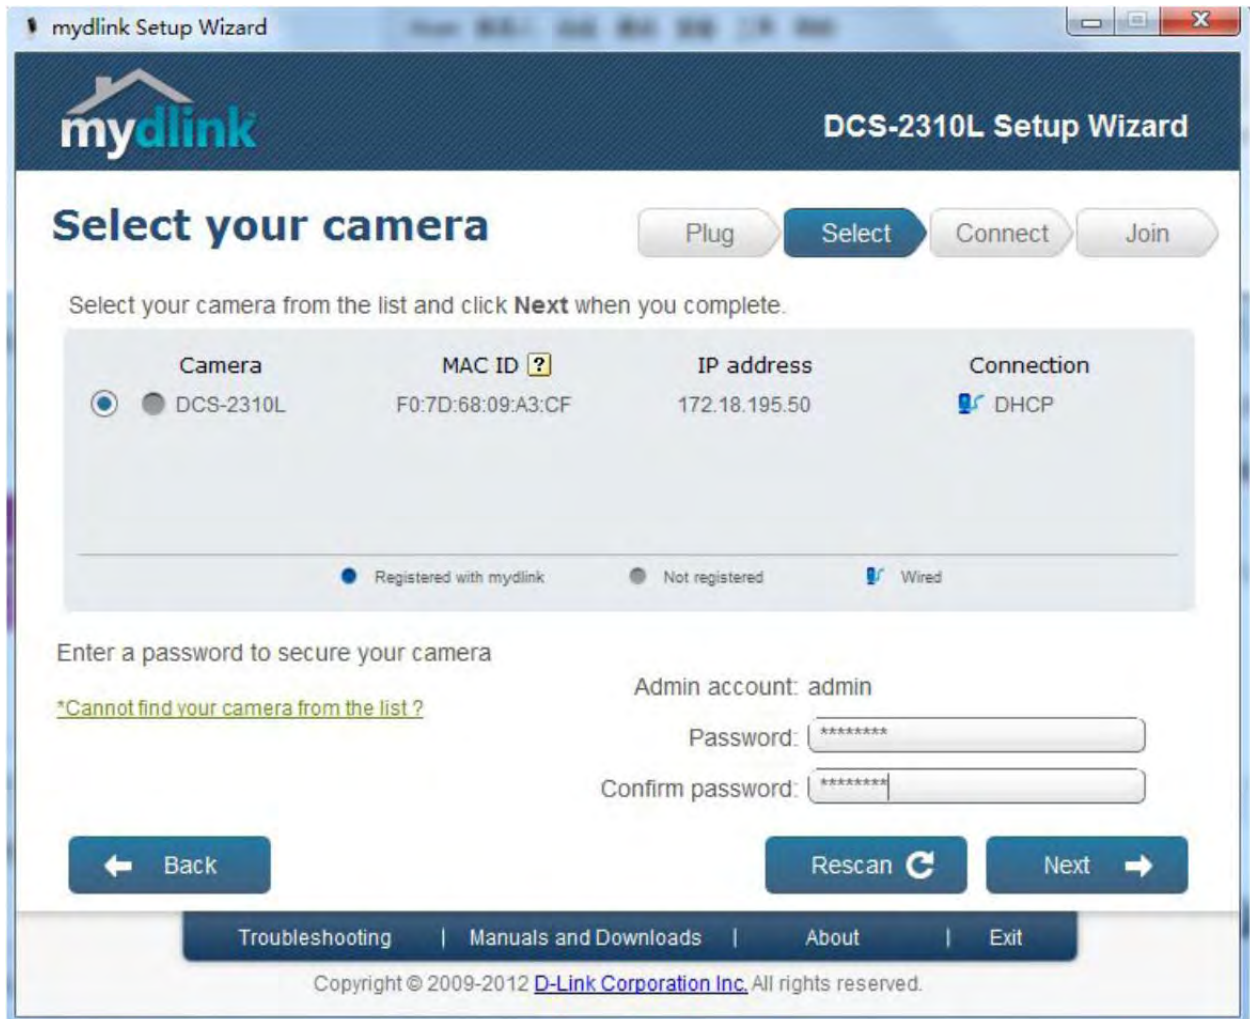 mydlink Setup Wizard
mydlink
DCS-2310L Setup Wizard
Select your camera
Plug Select Connect Join
Select your camera from the list and click Next when you complete.
Camera MAC ID ? IP address Connection
DCS-2310L F0:7D:68:09:A3:CF 172.18.195.50 DHCP
Registered with mydlink Not registered Wired
Enter a password to secure your camera
*Cannot find your camera from the list ?
Admin account: admin
Password: ********
Confirm password: ********
Back Rescan Next
Troubleshooting | Manuals and Downloads | About | Exit
Copyright © 2009-2012 D-Link Corporation Inc. All rights reserved.